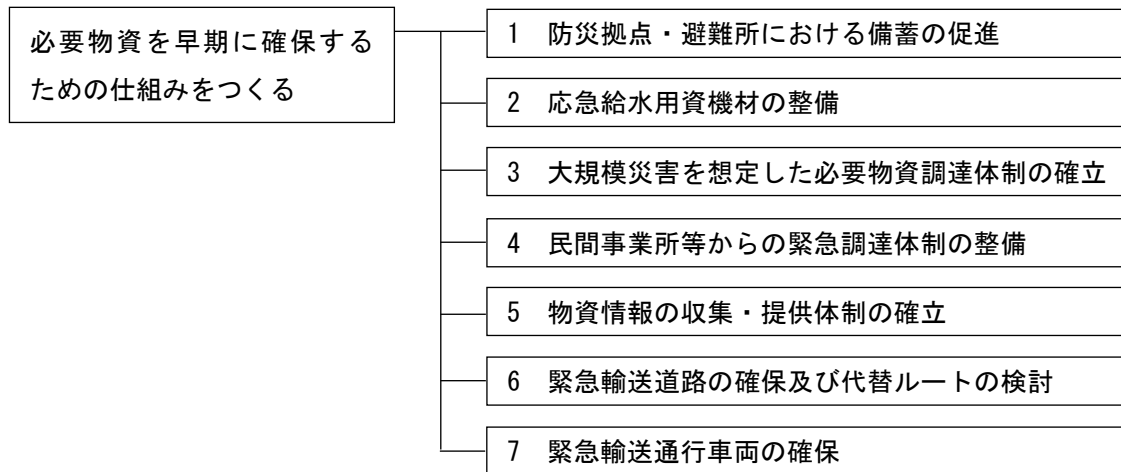 必要物資を早期に確保する
ための仕組みをつくる
1 防災拠点・避難所における備蓄の促進
2 応急給水用資機材の整備
3 大規模災害を想定した必要物資調達体制の確立
4 民間事業所等からの緊急調達体制の整備
5 物資情報の収集・提供体制の確立
6 緊急輸送道路の確保及び代替ルートの検討
7 緊急輸送通行車両の確保